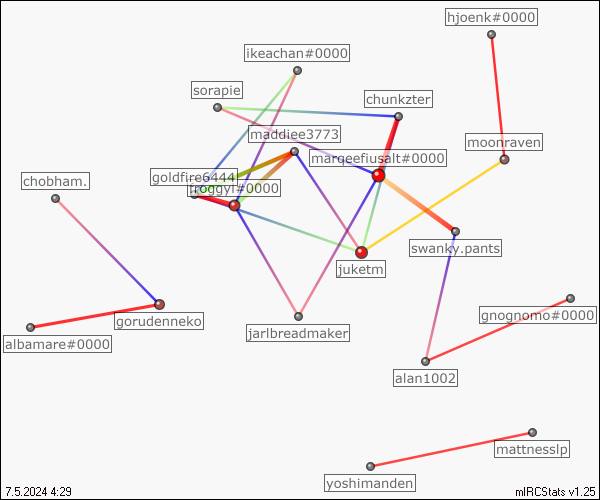 hjoenk#0000
ikeachan#0000
sorapie
chunkzter
maddiee3773
moonraven
marqeefiusalt#0000
goldfire6444
chobham.
froggyl#0000
swanky.pants
juketm
gnognomo#0000
gorudenneko
jarlbreadmaker
albamare#0000
alan1002
mattnesslp
yoshimanden
7.5.2024 4:29
mIRCStats v1.25